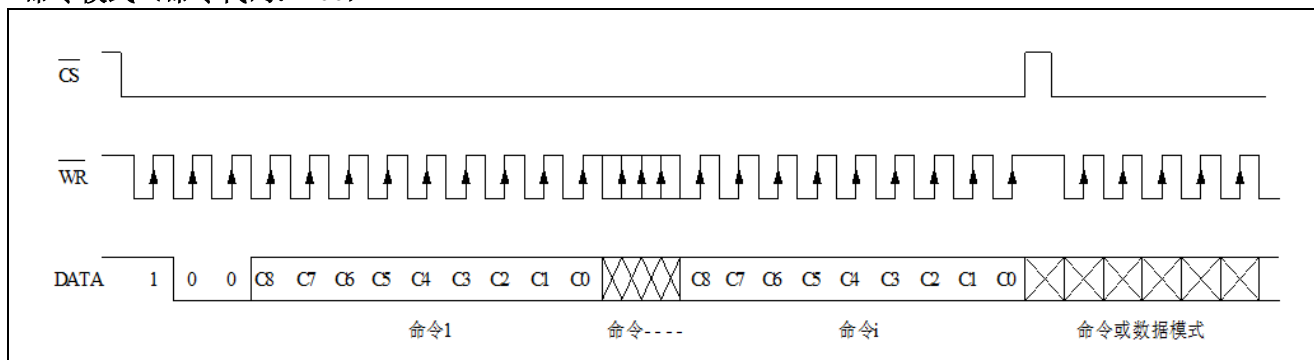 CS
WR
DATA 1 0 0 C8 C7 C6 C5 C4 C3 C2 C1 C0 C8 C7 C6 C5 C4 C3 C2 C1 C0
命令1 命令---- 命令i 命令或数据模式